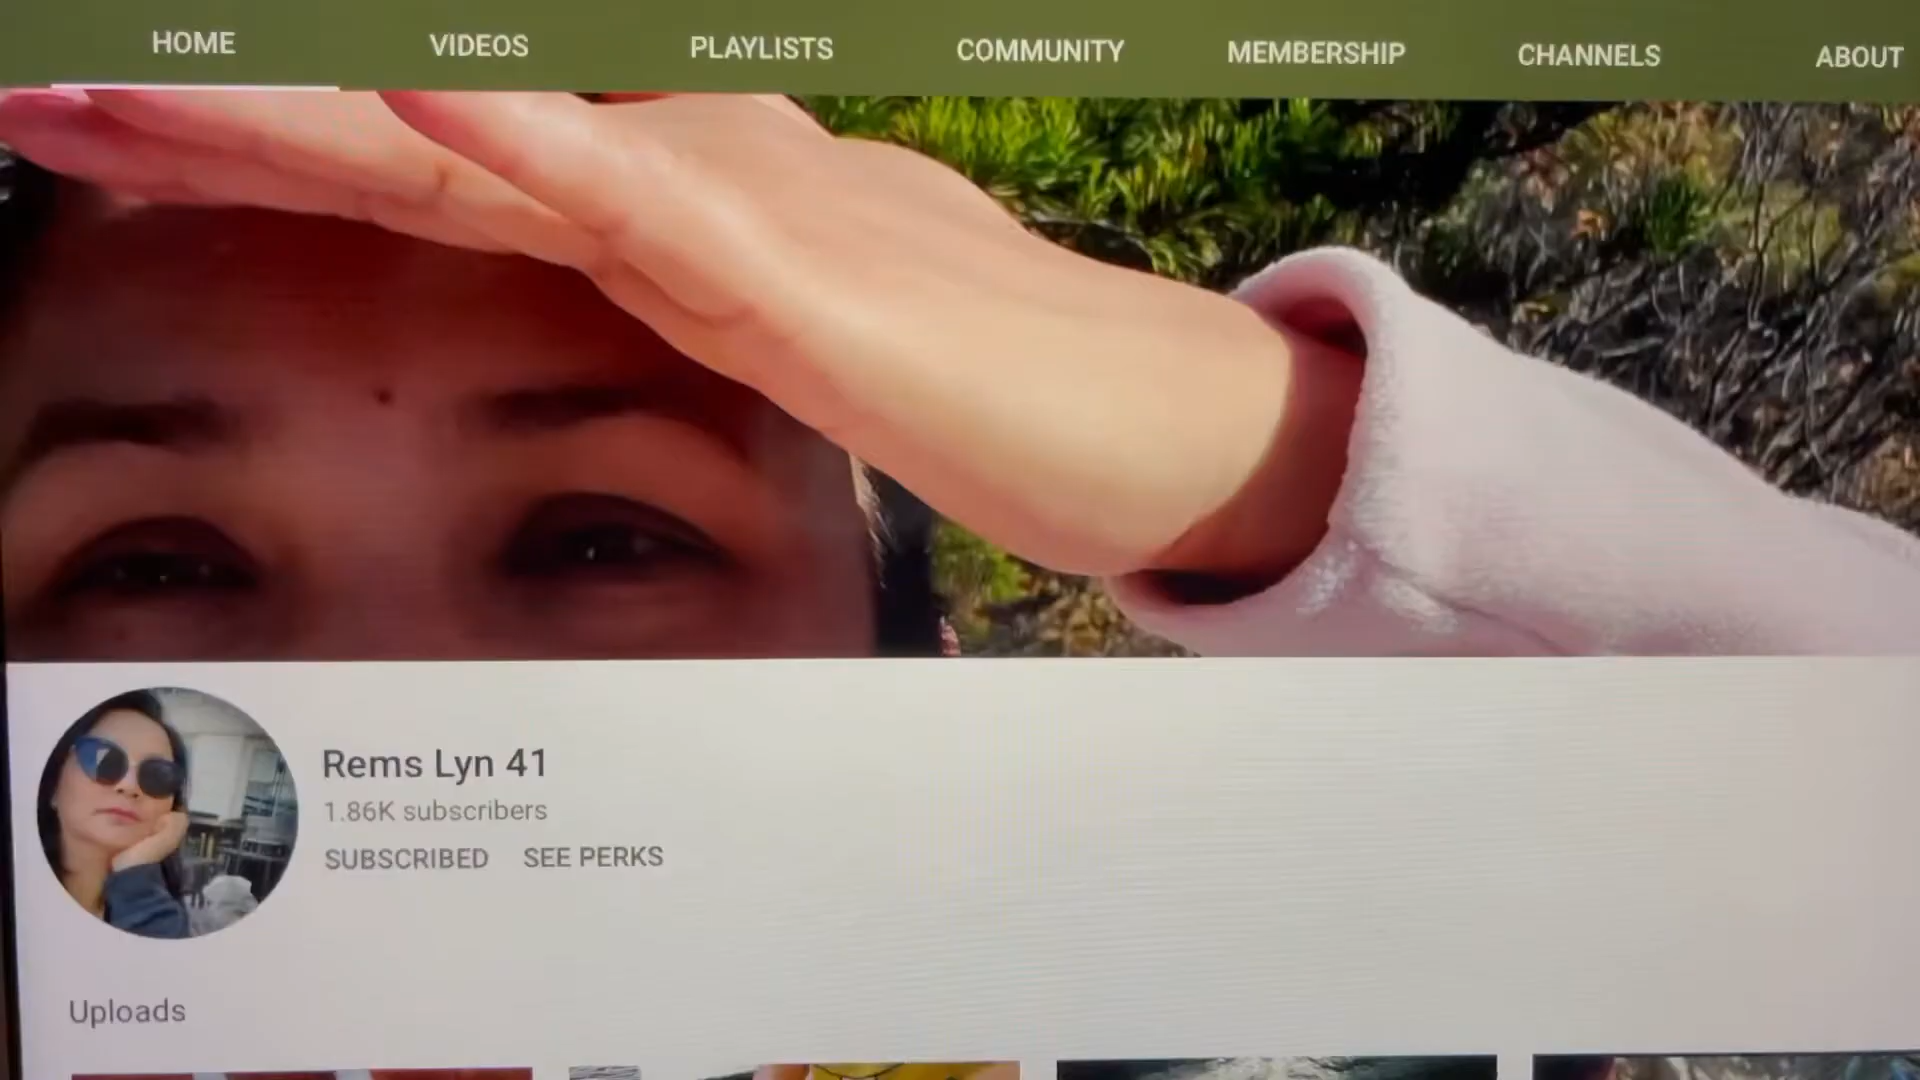 HOME VIDEOS PLAYLISTS COMMUNITY MEMBERSHIP CHANNELS ABOUT
Rems Lyn 41
1.86K subscribers
SUBSCRIBED SEE PERKS
Uploads